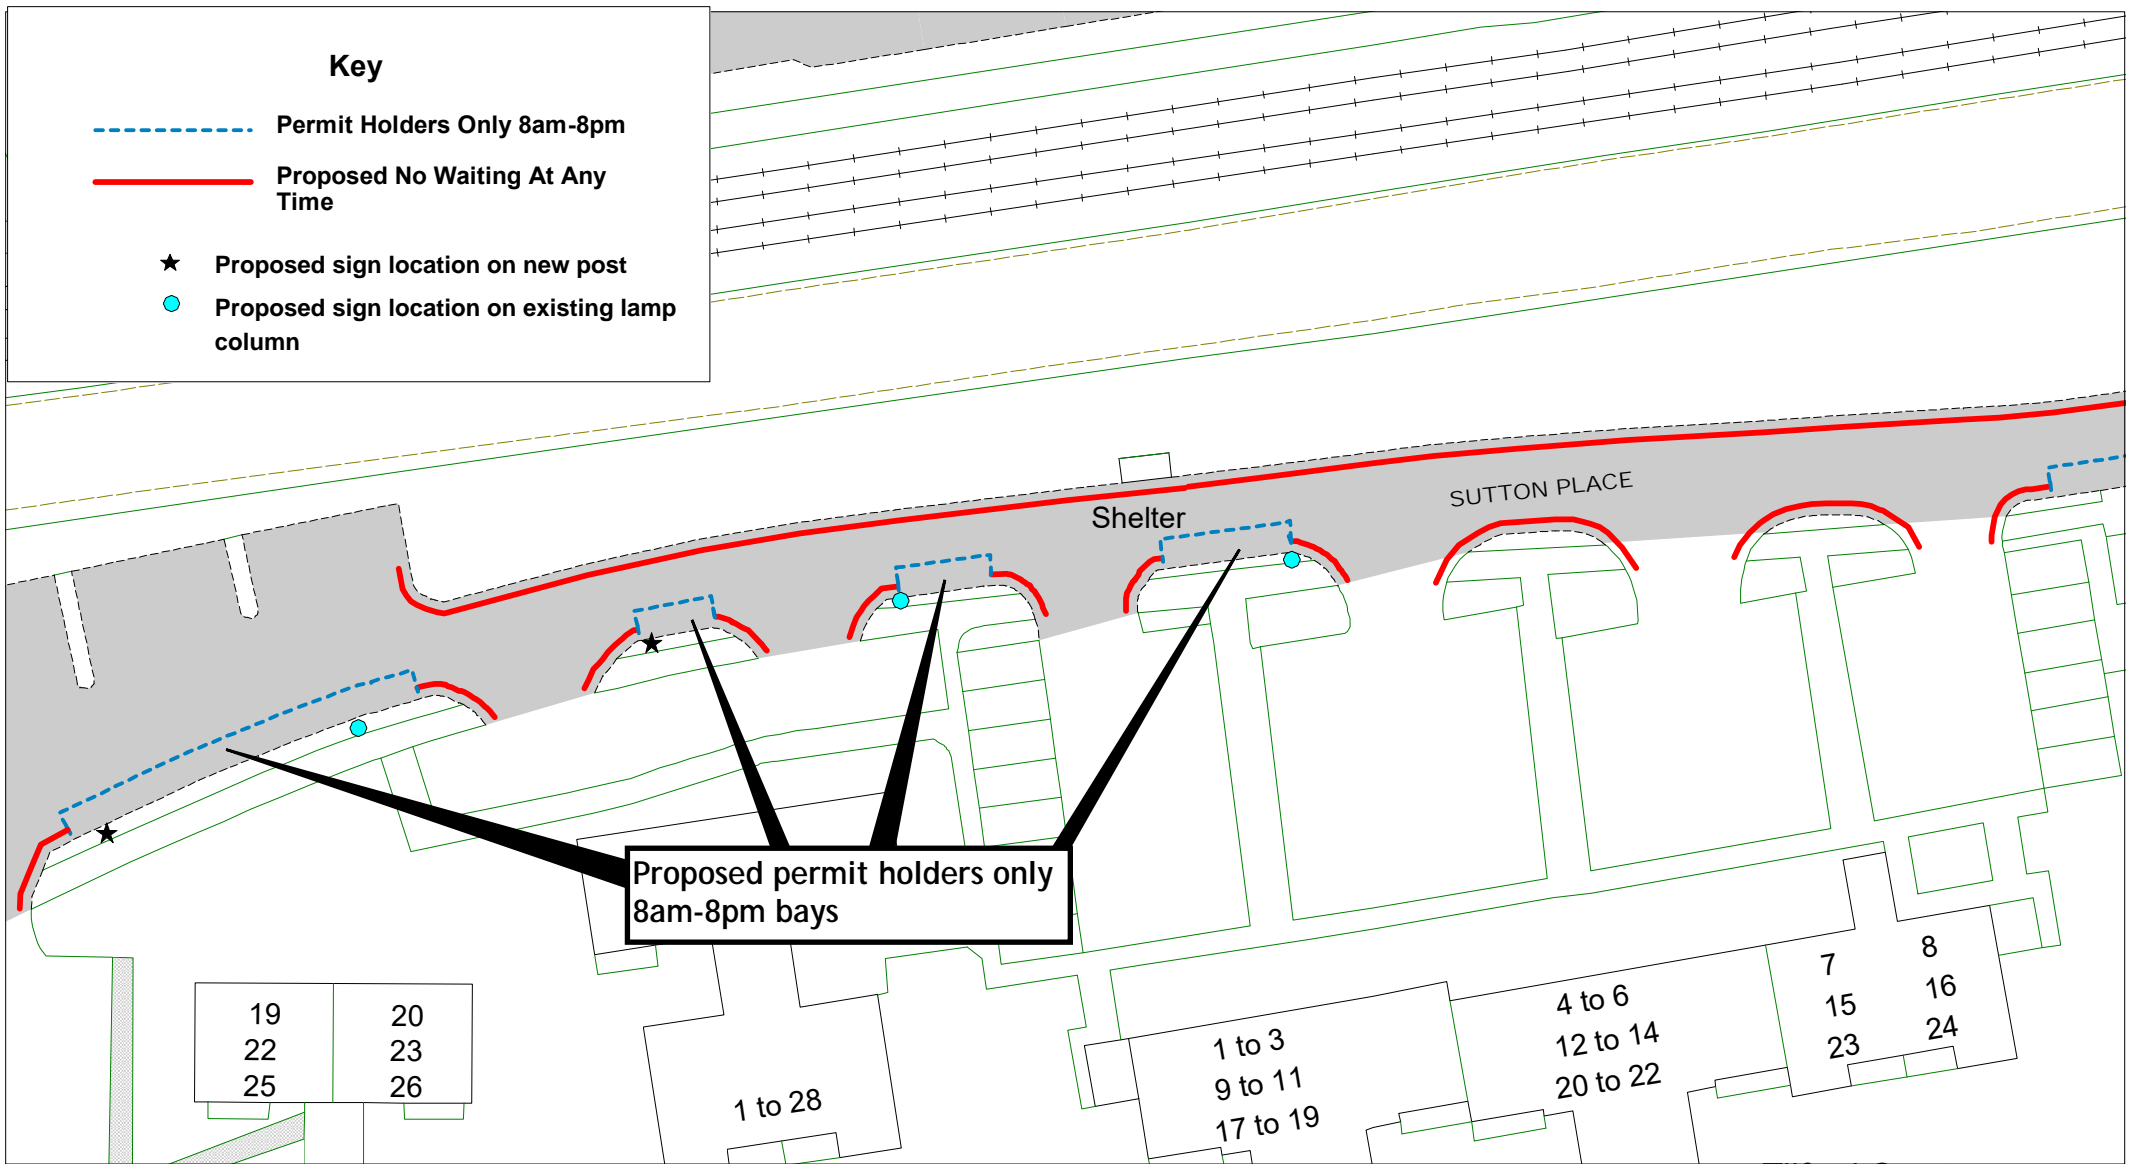 Key
Permit Holders Only 8am-8pm
Proposed No Waiting At Any
Time
Proposed sign location on new post
Proposed sign location on existing lamp
column
SUTTON PLACE
Shelter
Proposed permit holders only
8am-8pm bays
19
22
25
20
23
26
1 to 28
1 to 3
9 to 11
17 to 19
4 to 6
12 to 14
20 to 22
7
15
23
8
16
24